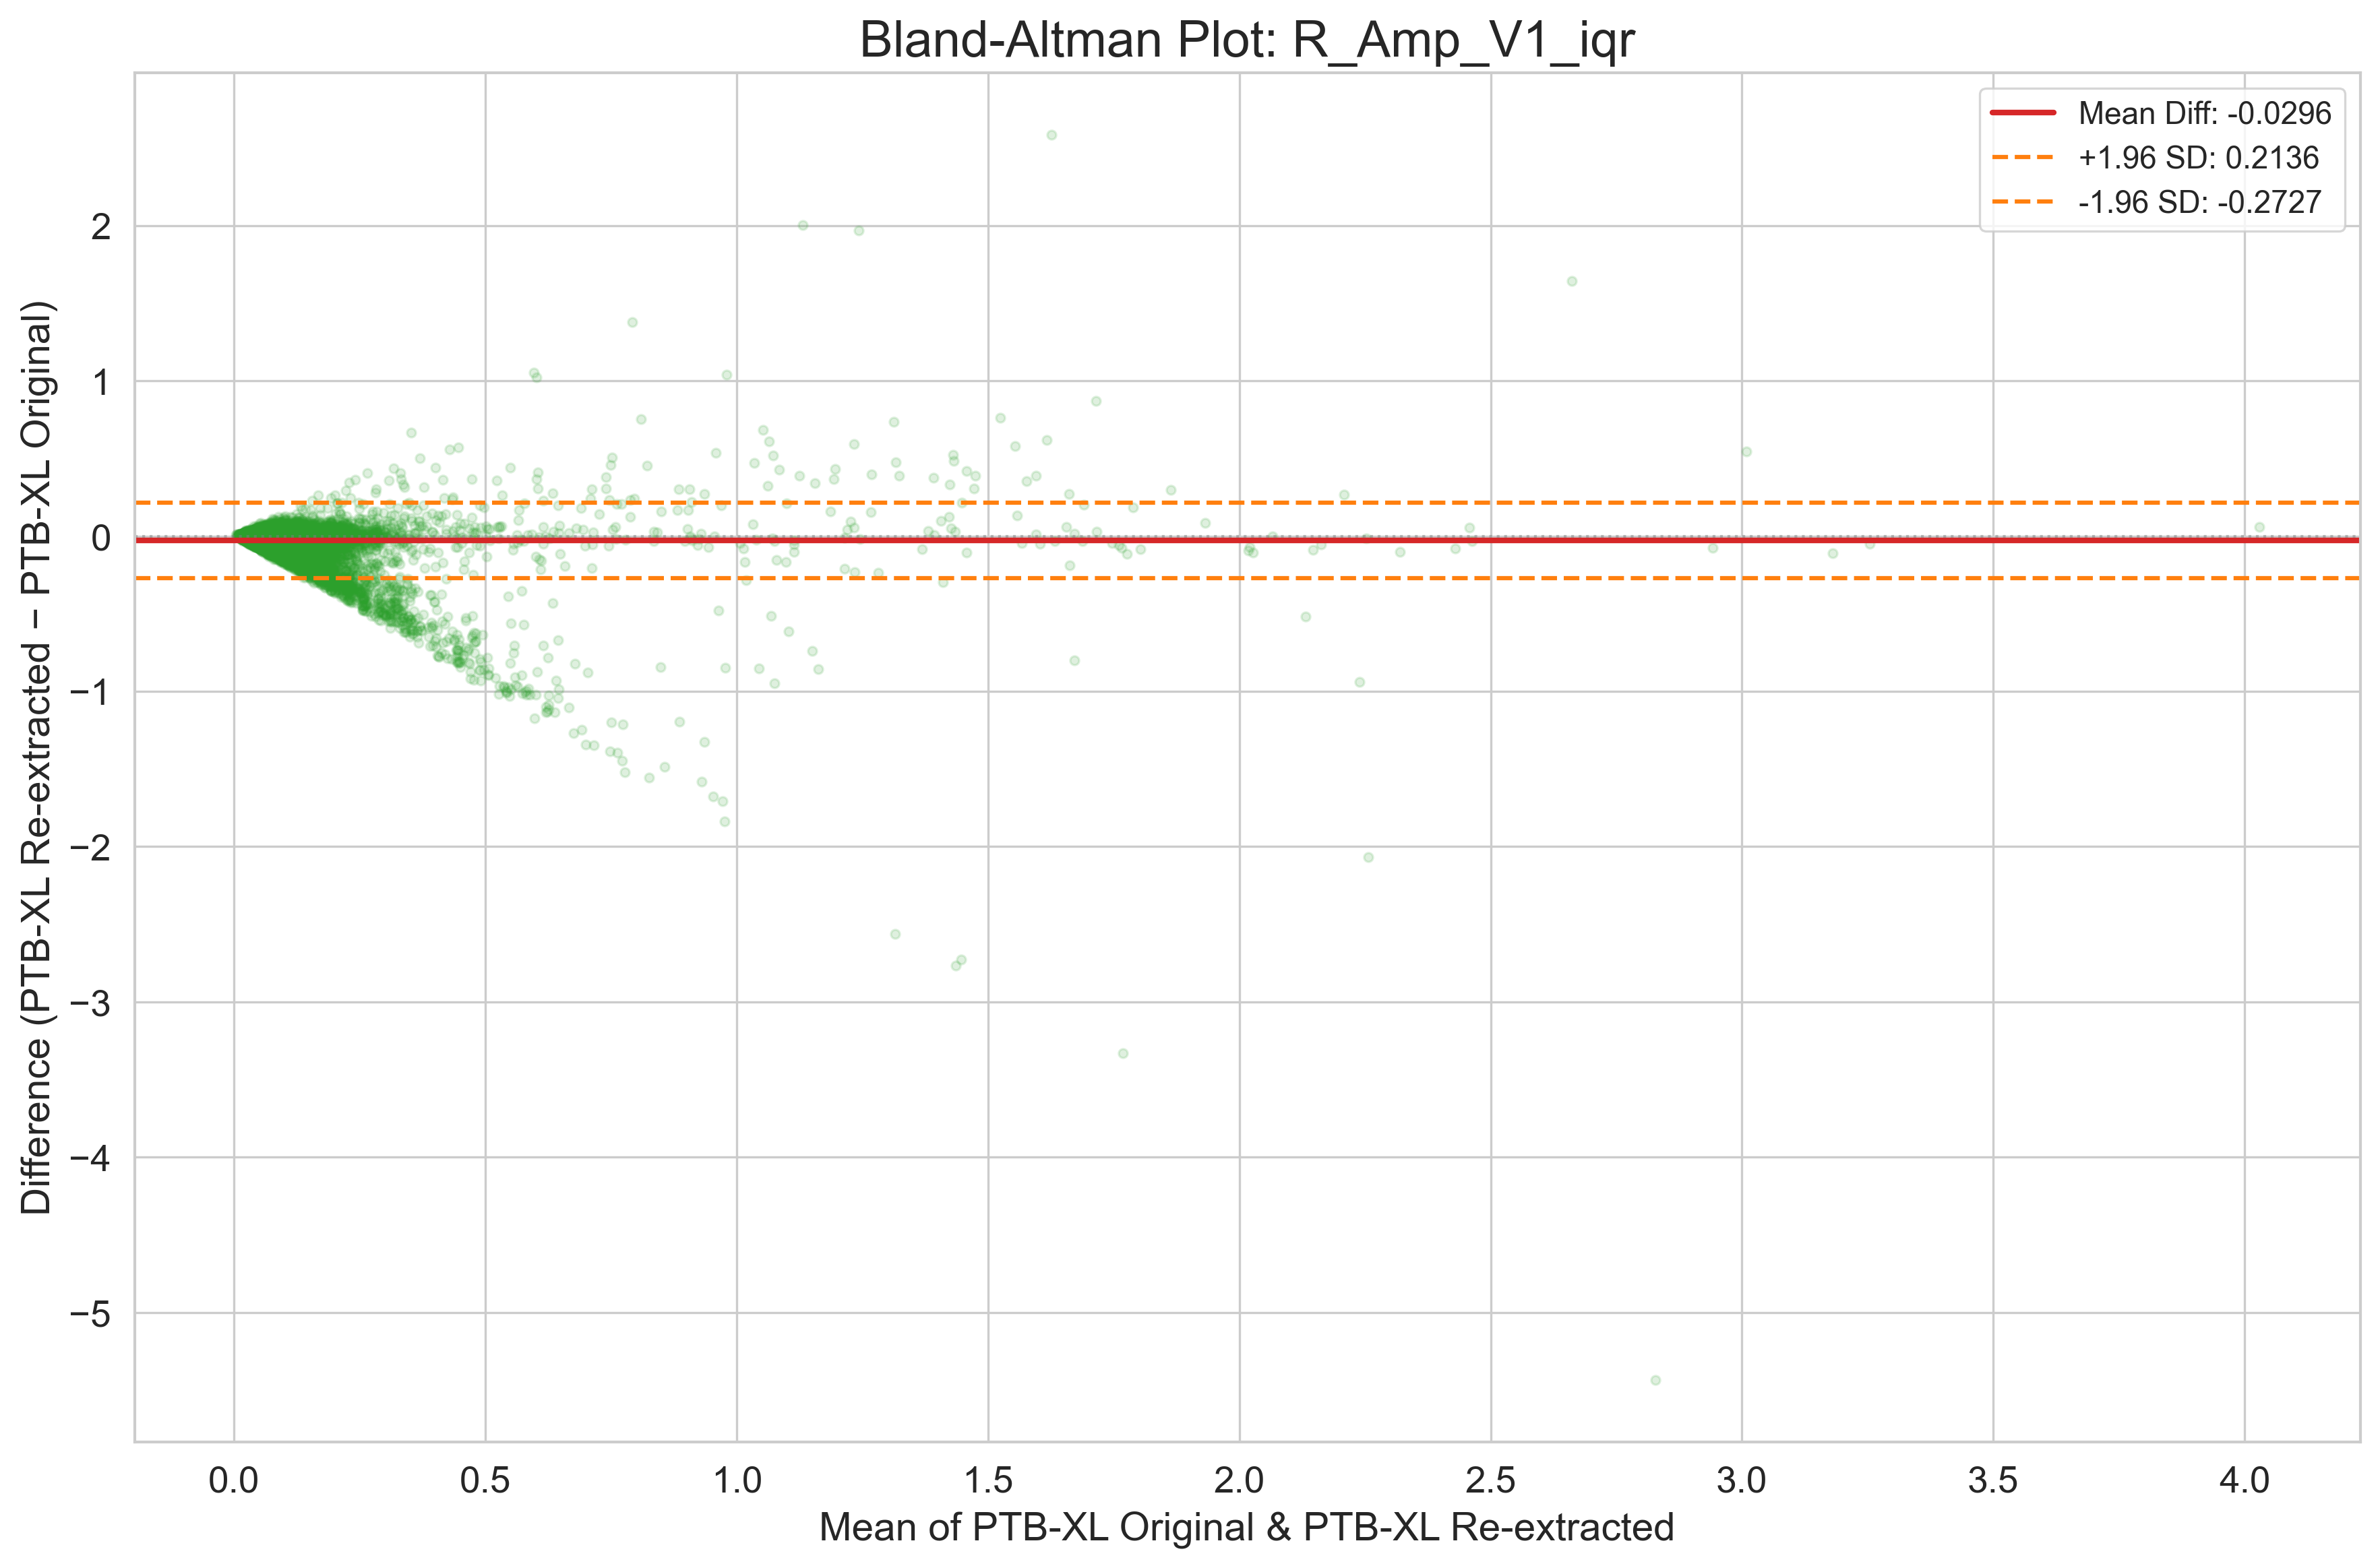 Bland-Altman Plot: R_Amp_V1_iqr
Mean Diff: -0.0296
+1.96 SD: 0.2136
-1.96 SD: -0.2727
Difference (PTB-XL Re-extracted − PTB-XL Original)
2
1
0
−1
−2
−3
−4
−5
0.0 0.5 1.0 1.5 2.0 2.5 3.0 3.5 4.0
Mean of PTB-XL Original & PTB-XL Re-extracted